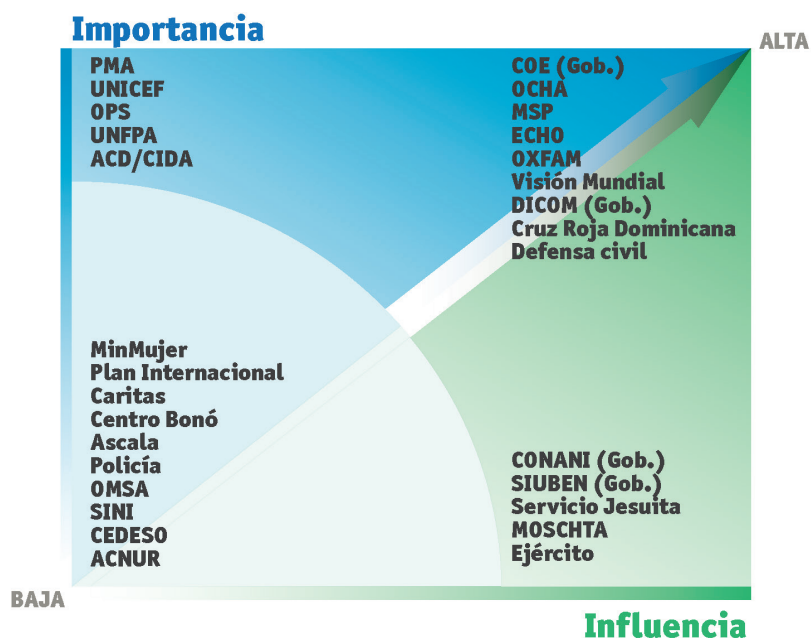 Importancia
ALTA
PMA
UNICEF
OPS
UNFPA
ACD/CIDA
COE (Gob.)
OCHA
MSP
ECHO
OXFAM
Visión Mundial
DICOM (Gob.)
Cruz Roja Dominicana
Defensa civil
MinMujer
Plan Internacional
Caritas
Centro Bonó
Ascala
Policía
OMSA
SINI
CEDESO
ACNUR
CONANI (Gob.)
SIUBEN (Gob.)
Servicio Jesuita
MOSCHTA
Ejército
BAJA
Influencia